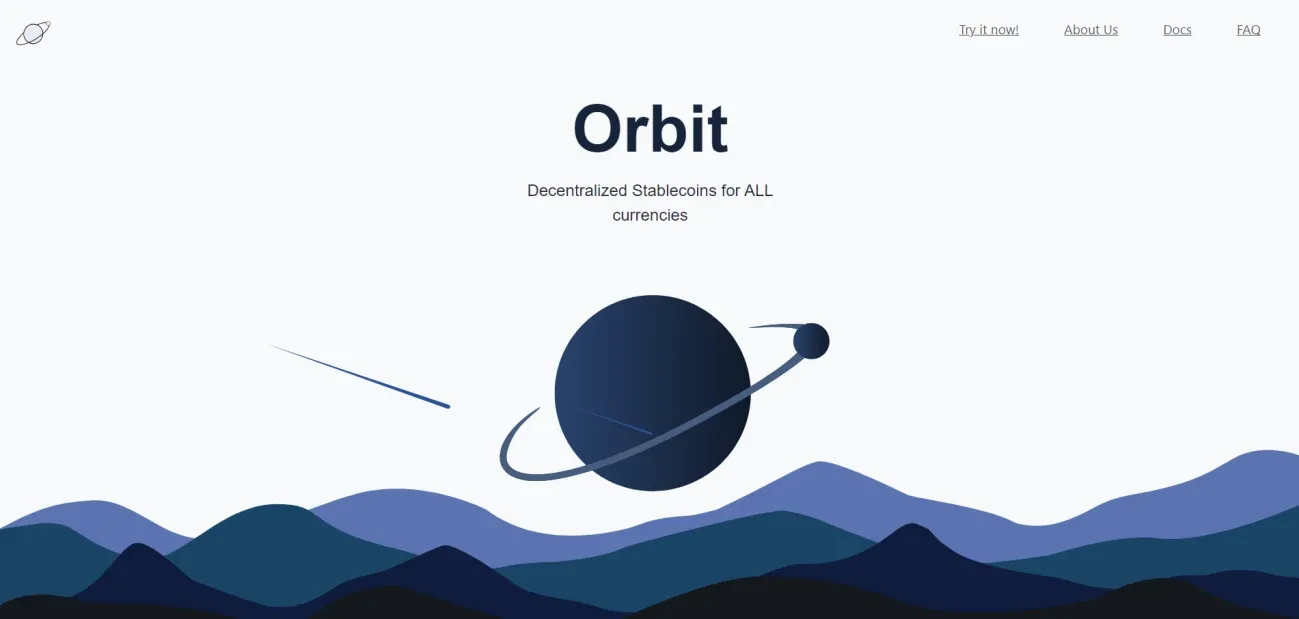 Try it now!
About Us
Docs
FAQ
Orbit
Decentralized Stablecoins for ALL
currencies